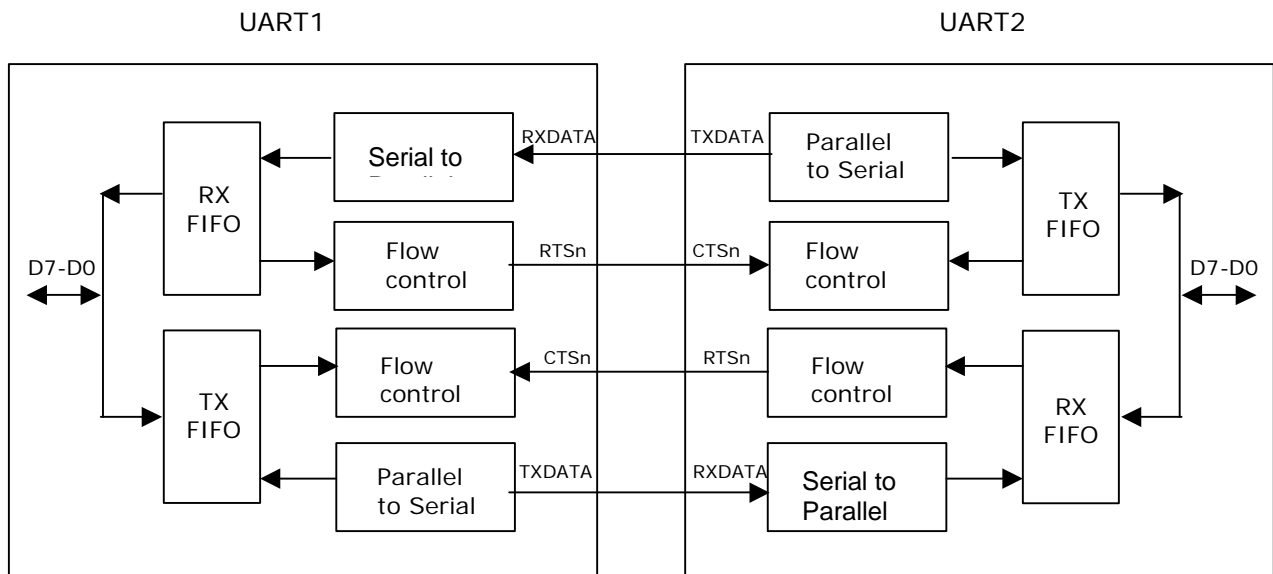 UART1
UART2
RXDATA
TXDATA
Serial to
Parallel
to Serial
RX
FIFO
TX
FIFO
Flow
control
RTSn
CTSn
Flow
control
D7-D0
D7-D0
Flow
control
CTSn
RTSn
Flow
control
TX
FIFO
RX
FIFO
Parallel
to Serial
TXDATA
RXDATA
Serial to
Parallel